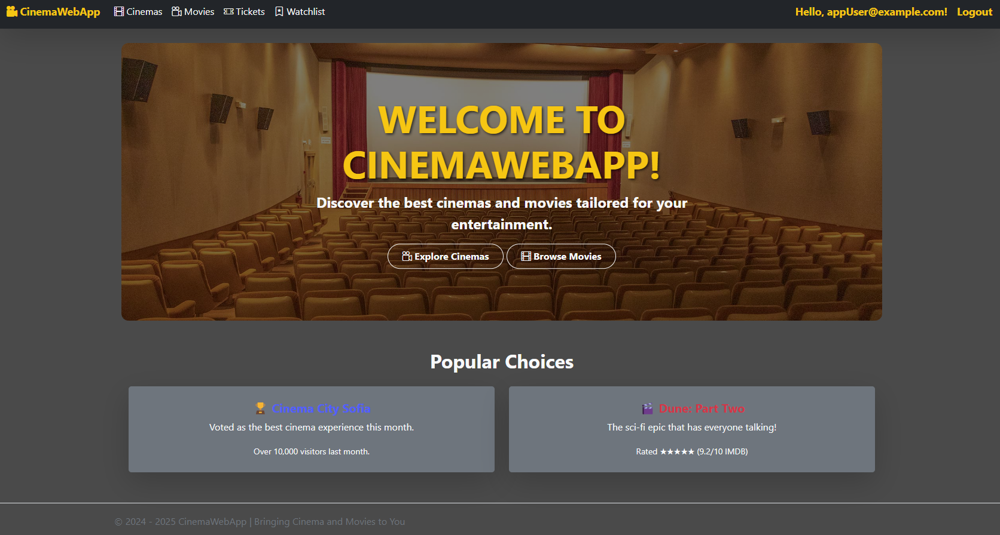 CinemaWebApp Cinemas Movies Tickets Watchlist Hello, appUser@example.com! Logout
WELCOME TO
CINEMAWEBAPP!
Discover the best cinemas and movies tailored for your
entertainment.
Explore Cinemas Browse Movies
Popular Choices
🏆 Cinema City Sofia
Voted as the best cinema experience this month.
Over 10,000 visitors last month.
🎬 Dune: Part Two
The sci-fi epic that has everyone talking!
Rated ★★★★★ (9.2/10 IMDB)
© 2024 - 2025 CinemaWebApp | Bringing Cinema and Movies to You